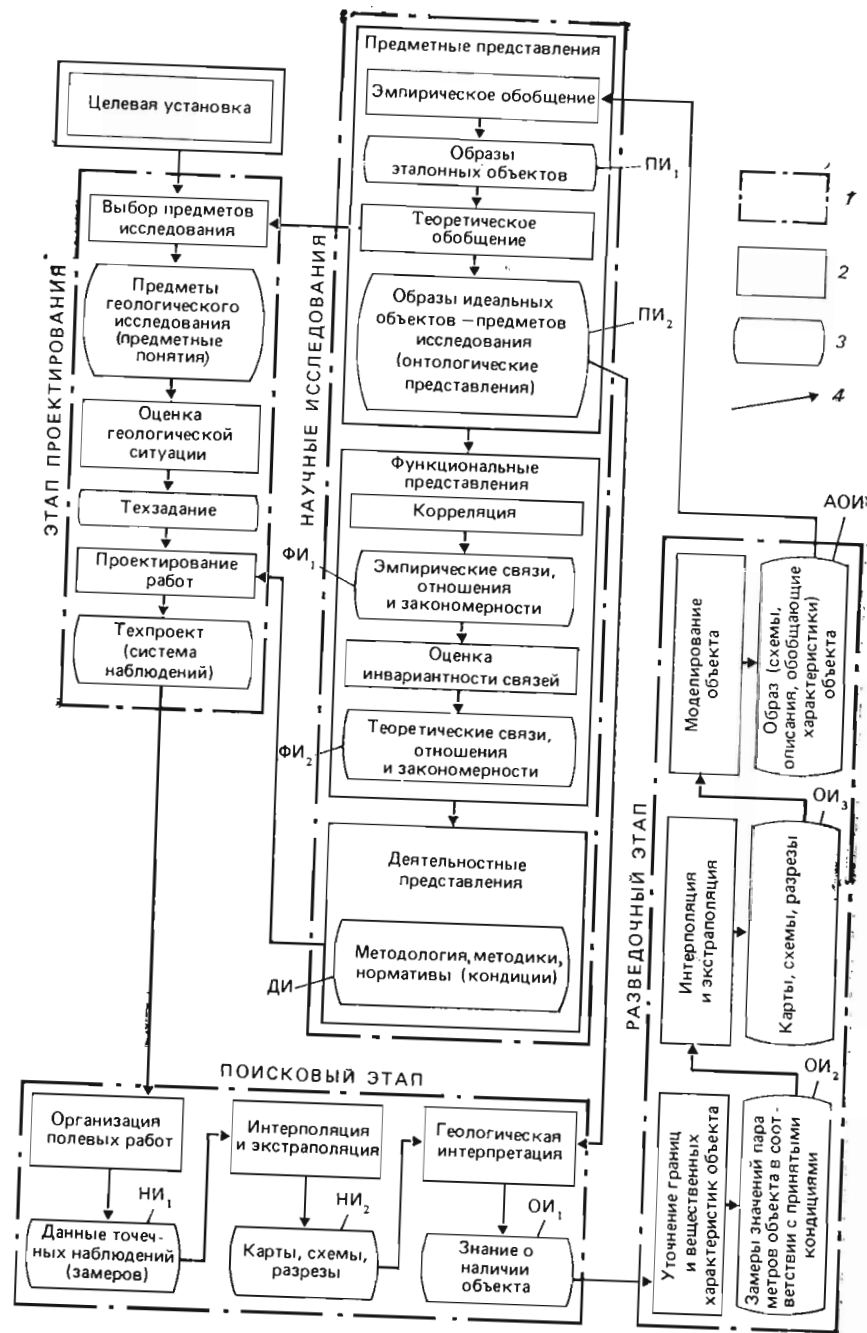 Целевая установка
ЭТАП ПРОЕКТИРОВАНИЯ
Выбор предметов
исследования
Предметы
геологического
исследования
(предметные
понятия)
Оценка
геологической
ситуации
Техзадание
Проектирование
работ
Техпроект
(система
наблюдений)
НАУЧНЫЕ ИССЛЕДОВАНИЯ
Предметные представления
Эмпирическое обобщение
Образы
эталонных объектов
ПИ1
Теоретическое
обобщение
Образы идеальных
объектов — предметов
исследования
(онтологические
представления)
ПИ2
Функциональные
представления
Корреляция
ФИ1
Эмпирические связи,
отношения
и закономерности
Оценка
инвариантности связей
ФИ2
Теоретические связи,
отношения
и закономерности
Деятельностные
представления
Методология, методики,
нормативы (кондиции)
ДИ
1
2
3
4
ПОИСКОВЫЙ ЭТАП
Организация
полевых работ
НИ1
Данные точеч-
ных наблюдений
(замеров)
Интерполяция
и экстраполяция
НИ2
Карты, схемы,
разрезы
Геологическая
интерпретация
ОИ1
Знание о
наличии
объекта
РАЗВЕДОЧНЫЙ ЭТАП
Уточнение границ
и вещественных
характеристик объекта
ОИ2
Замеры значений пара
метров объекта в соот-
ветствии с принятыми
кондициями
Интерполяция
и экстраполяция
ОИ3
Карты, схемы, разрезы
Моделирование
объекта
АОИ
Образ (схемы,
описания, обобщающие
характеристики)
объекта